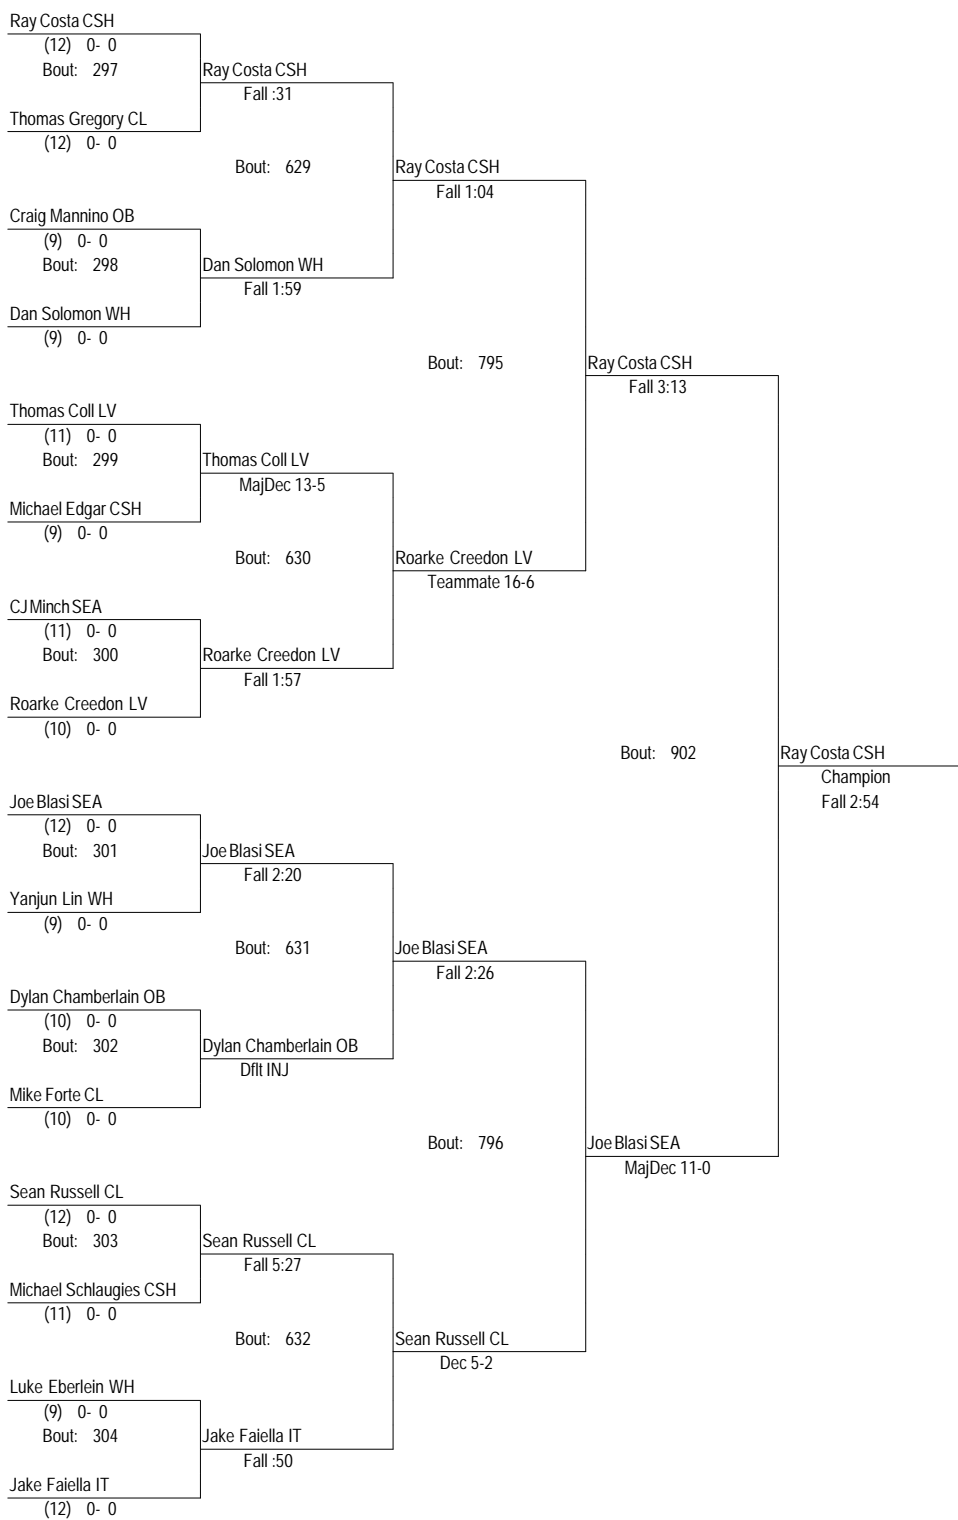 Ray Costa CSH
(12) 0- 0
Bout: 297
Ray Costa CSH
Fall :31
Thomas Gregory CL
(12) 0- 0
Bout: 629
Ray Costa CSH
Fall 1:04
Craig Mannino OB
(9) 0- 0
Bout: 298
Dan Solomon WH
Fall 1:59
Dan Solomon WH
(9) 0- 0
Bout: 795
Ray Costa CSH
Fall 3:13
Thomas Coll LV
(11) 0- 0
Bout: 299
Thomas Coll LV
MajDec 13-5
Michael Edgar CSH
(9) 0- 0
Bout: 630
Roarke Creedon LV
Teammate 16-6
CJ Minch SEA
(11) 0- 0
Bout: 300
Roarke Creedon LV
Fall 1:57
Roarke Creedon LV
(10) 0- 0
Bout: 902
Ray Costa CSH
Champion
Fall 2:54
Joe Blasi SEA
(12) 0- 0
Bout: 301
Joe Blasi SEA
Fall 2:20
Yanjun Lin WH
(9) 0- 0
Bout: 631
Joe Blasi SEA
Fall 2:26
Dylan Chamberlain OB
(10) 0- 0
Bout: 302
Dylan Chamberlain OB
Dflt INJ
Mike Forte CL
(10) 0- 0
Bout: 796
Joe Blasi SEA
MajDec 11-0
Sean Russell CL
(12) 0- 0
Bout: 303
Sean Russell CL
Fall 5:27
Michael Schlaugies CSH
(11) 0- 0
Bout: 632
Sean Russell CL
Dec 5-2
Luke Eberlein WH
(9) 0- 0
Bout: 304
Jake Faiella IT
Fall :50
Jake Faiella IT
(12) 0- 0